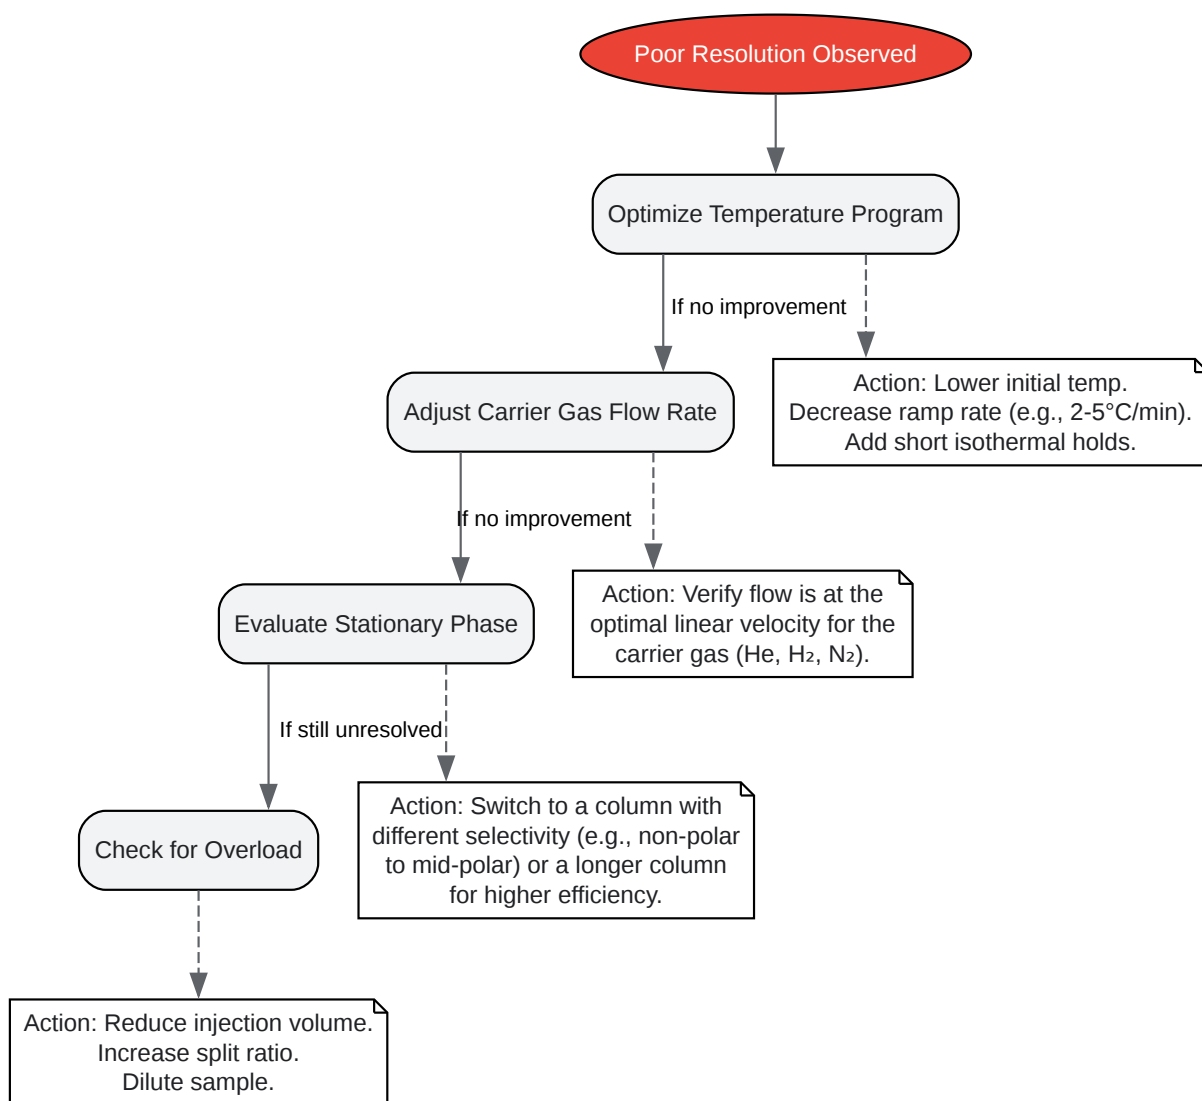 Poor Resolution Observed
Optimize Temperature Program
If no improvement
Action: Lower initial temp.
Decrease ramp rate (e.g., 2-5°C/min).
Add short isothermal holds.
Adjust Carrier Gas Flow Rate
If no improvement
Action: Verify flow is at the
optimal linear velocity for the
carrier gas (He, H₂, N₂).
Evaluate Stationary Phase
If still unresolved
Action: Switch to a column with
different selectivity (e.g., non-polar
to mid-polar) or a longer column
for higher efficiency.
Check for Overload
Action: Reduce injection volume.
Increase split ratio.
Dilute sample.